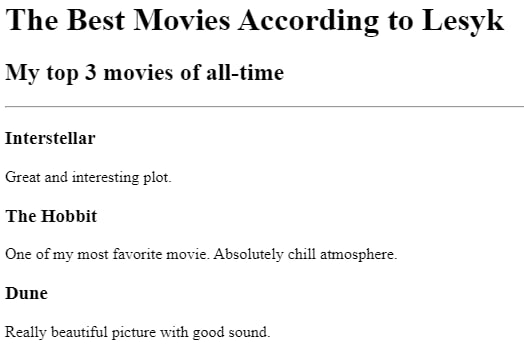 The Best Movies According to Lesyk
My top 3 movies of all-time
Interstellar
Great and interesting plot.
The Hobbit
One of my most favorite movie. Absolutely chill atmosphere.
Dune
Really beautiful picture with good sound.